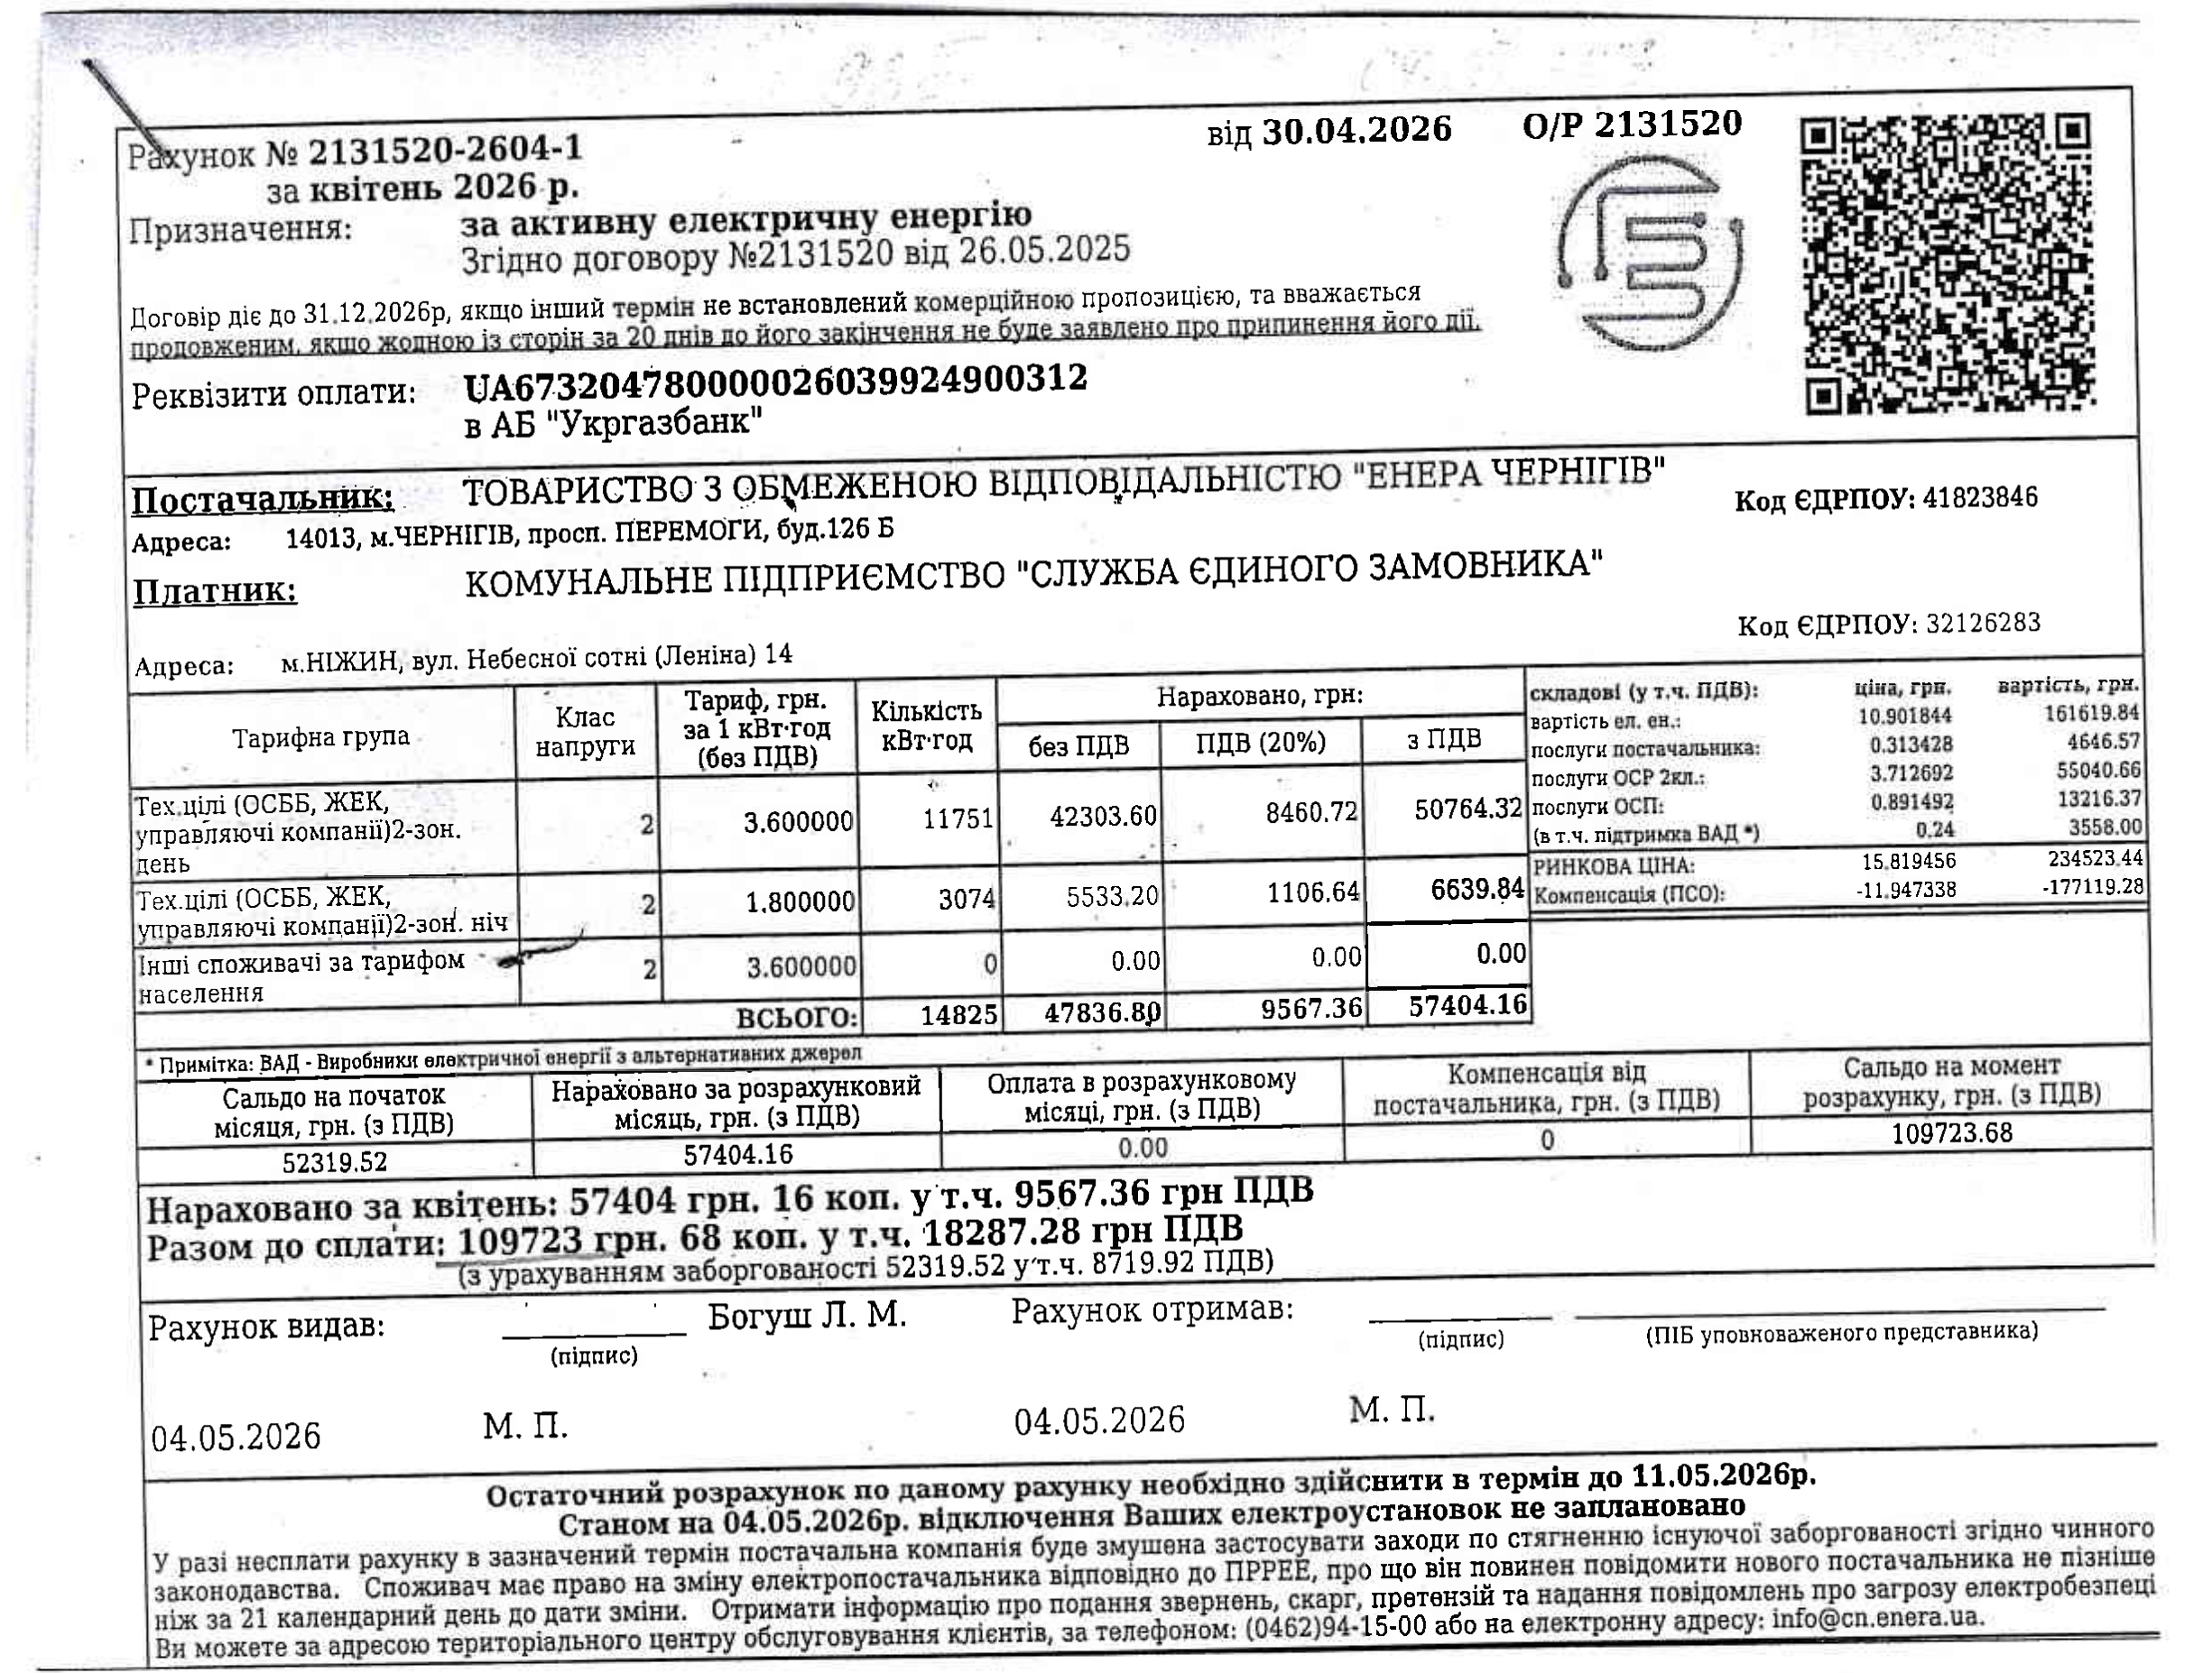 Рахунок № 2131520-2604-1
від 30.04.2026 О/Р 2131520
за квітень 2026 р.
Призначення: за активну електричну енергію
Згідно договору №2131520 від 26.05.2025
Договір діє до 31.12.2026р, якщо інший термін не встановлений комерційною пропозицією, та вважається
продовженим, якщо жодною із сторін за 20 днів до його закінчення не буде заявлено про припинення його дії.
Реквізити оплати: UA673204780000026039924900312
в АБ "Укргазбанк"
Постачальник: ТОВАРИСТВО З ОБМЕЖЕНОЮ ВІДПОВІДАЛЬНІСТЮ "ЕНЕРА ЧЕРНІГІВ"
Код ЄДРПОУ: 41823846
Адреса: 14013, м.ЧЕРНІГІВ, просп. ПЕРЕМОГИ, буд.126 Б
Платник: КОМУНАЛЬНЕ ПІДПРИЄМСТВО "СЛУЖБА ЄДИНОГО ЗАМОВНИКА"
Код ЄДРПОУ: 32126283
Адреса: м.НІЖИН, вул. Небесної сотні (Леніна) 14
Тарифна група
Клас напруги
Тариф, грн. за 1 кВт·год (без ПДВ)
Кількість кВт·год
Нараховано, грн:
без ПДВ ПДВ (20%) з ПДВ
Тех.цілі (ОСББ, ЖЕК,
управляючі компанії)2-зон.
день
2 3.600000 11751 42303.60 8460.72 50764.32
Тех.цілі (ОСББ, ЖЕК,
управляючі компанії)2-зон. ніч
2 1.800000 3074 5533.20 1106.64 6639.84
Інші споживачі за тарифом
населення
2 3.600000 0 0.00 0.00 0.00
ВСЬОГО: 14825 47836.80 9567.36 57404.16
складові (у т.ч. ПДВ): ціна, грн. вартість, грн.
вартість ел. ен.: 10.901844 161619.84
послуги постачальника: 0.313428 4646.57
послуги ОСР 2кл.: 3.712692 55040.66
послуги ОСП: 0.891492 13216.37
(в т.ч. підтримка ВАД *) 0.24 3558.00
РИНКОВА ЦІНА: 15.819456 234523.44
Компенсація (ПСО): -11.947338 -177119.28
* Примітка: ВАД - Виробники електричної енергії з альтернативних джерел
Сальдо на початок
місяця, грн. (з ПДВ)
Нараховано за розрахунковий
місяць, грн. (з ПДВ)
Оплата в розрахунковому
місяці, грн. (з ПДВ)
Компенсація від
постачальника, грн. (з ПДВ)
Сальдо на момент
розрахунку, грн. (з ПДВ)
52319.52 57404.16 0.00 0 109723.68
Нараховано за квітень: 57404 грн. 16 коп. у т.ч. 9567.36 грн ПДВ
Разом до сплати: 109723 грн. 68 коп. у т.ч. 18287.28 грн ПДВ
(з урахуванням заборгованості 52319.52 у т.ч. 8719.92 ПДВ)
Рахунок видав: Богуш Л. М. Рахунок отримав:
(підпис) (підпис) (ПІБ уповноваженого представника)
04.05.2026 М. П. 04.05.2026 М. П.
Остаточний розрахунок по даному рахунку необхідно здійснити в термін до 11.05.2026р.
Станом на 04.05.2026р. відключення Ваших електроустановок не заплановано
У разі несплати рахунку в зазначений термін постачальна компанія буде змушена застосувати заходи по стягненню існуючої заборгованості згідно чинного
законодавства. Споживач має право на зміну електропостачальника відповідно до ПРРЕЕ, про що він повинен повідомити нового постачальника не пізніше
ніж за 21 календарний день до дати зміни. Отримати інформацію про подання звернень, скарг, претензій та надання повідомлень про загрозу електробезпеці
Ви можете за адресою територіального центру обслуговування клієнтів, за телефоном: (0462)94-15-00 або на електронну адресу: info@cn.enera.ua.